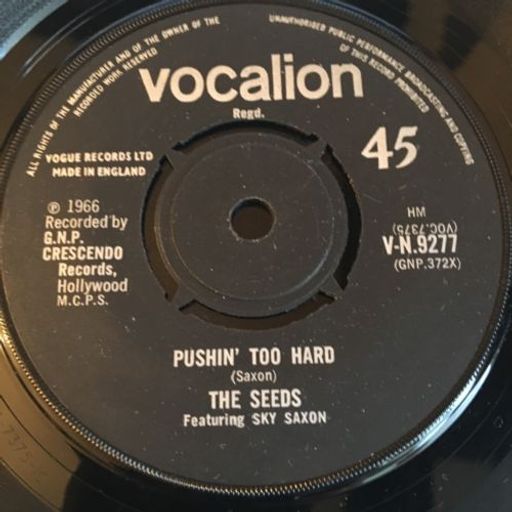 ALL RIGHTS OF THE MANUFACTURER AND OF THE OWNER OF THE
RECORDED WORK RESERVED
UNAUTHORISED PUBLIC PERFORMANCE BROADCASTING AND COPYING
OF THIS RECORD PROHIBITED
vocalion
Regd.
45
VOGUE RECORDS LTD
MADE IN ENGLAND
℗ 1966
Recorded by
G.N.P.
CRESCENDO
Records,
Hollywood
M.C.P.S.
HM
(VOC.7375)
V-N.9277
(GNP.372X)
PUSHIN' TOO HARD
(Saxon)
THE SEEDS
Featuring SKY SAXON